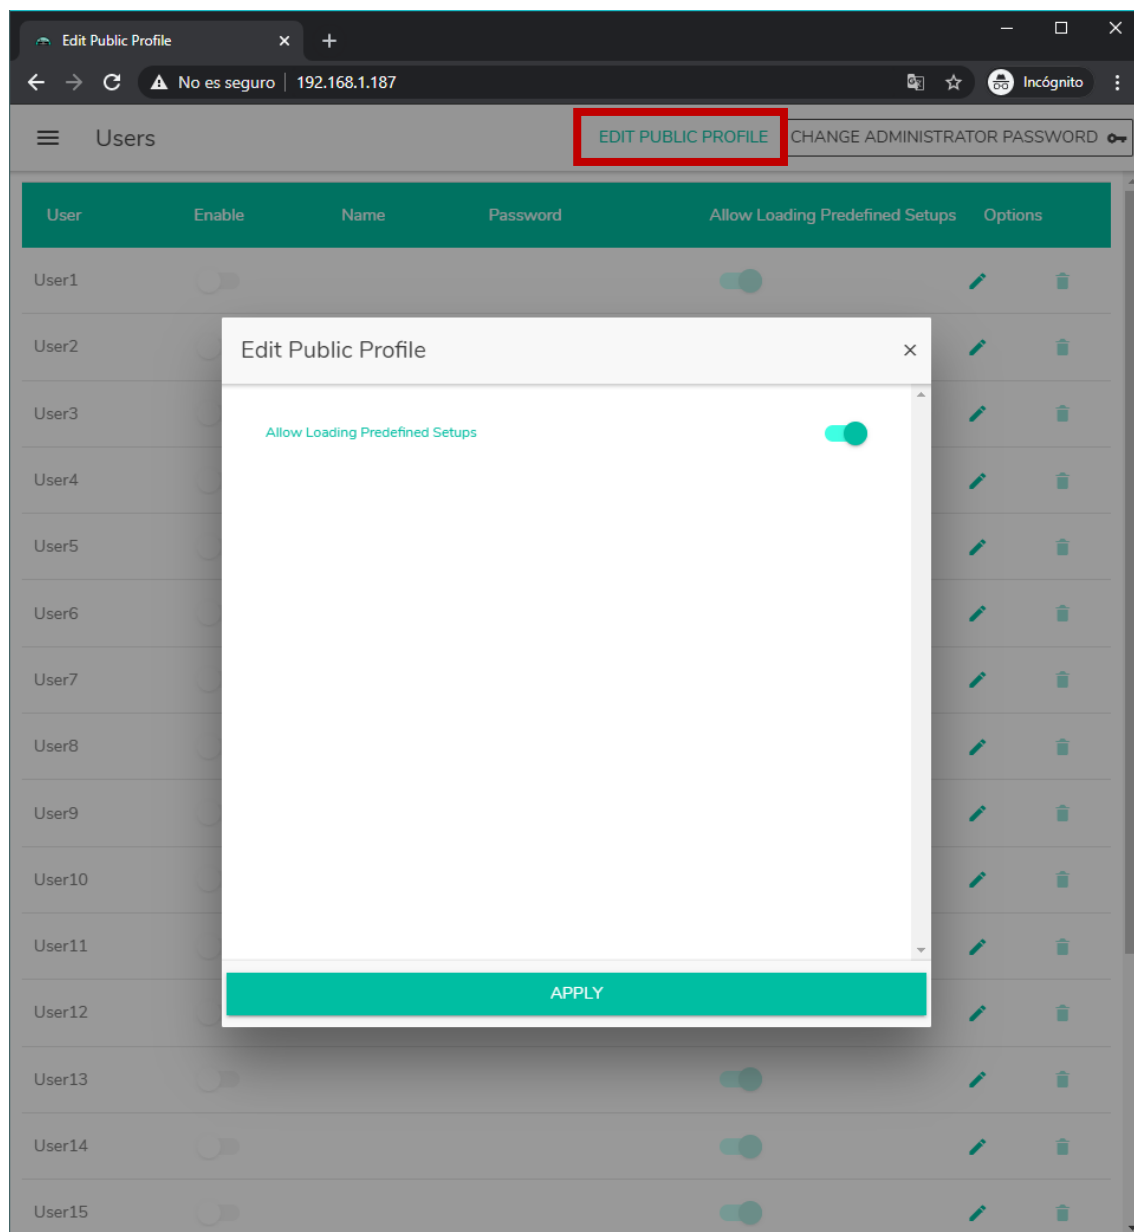 Edit Public Profile
No es seguro 192.168.1.187 Incógnito
Users EDIT PUBLIC PROFILE CHANGE ADMINISTRATOR PASSWORD
User Enable Name Password Allow Loading Predefined Setups Options
User1
User2
Edit Public Profile
User3
Allow Loading Predefined Setups
User4
User5
User6
User7
User8
User9
User10
User11
APPLY
User12
User13
User14
User15